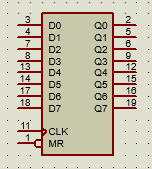 3 D0 Q0 2
4 D1 Q1 5
7 D2 Q2 6
8 D3 Q3 9
13 D4 Q4 12
14 D5 Q5 15
17 D6 Q6 16
18 D7 Q7 19
11 CLK
1 MR